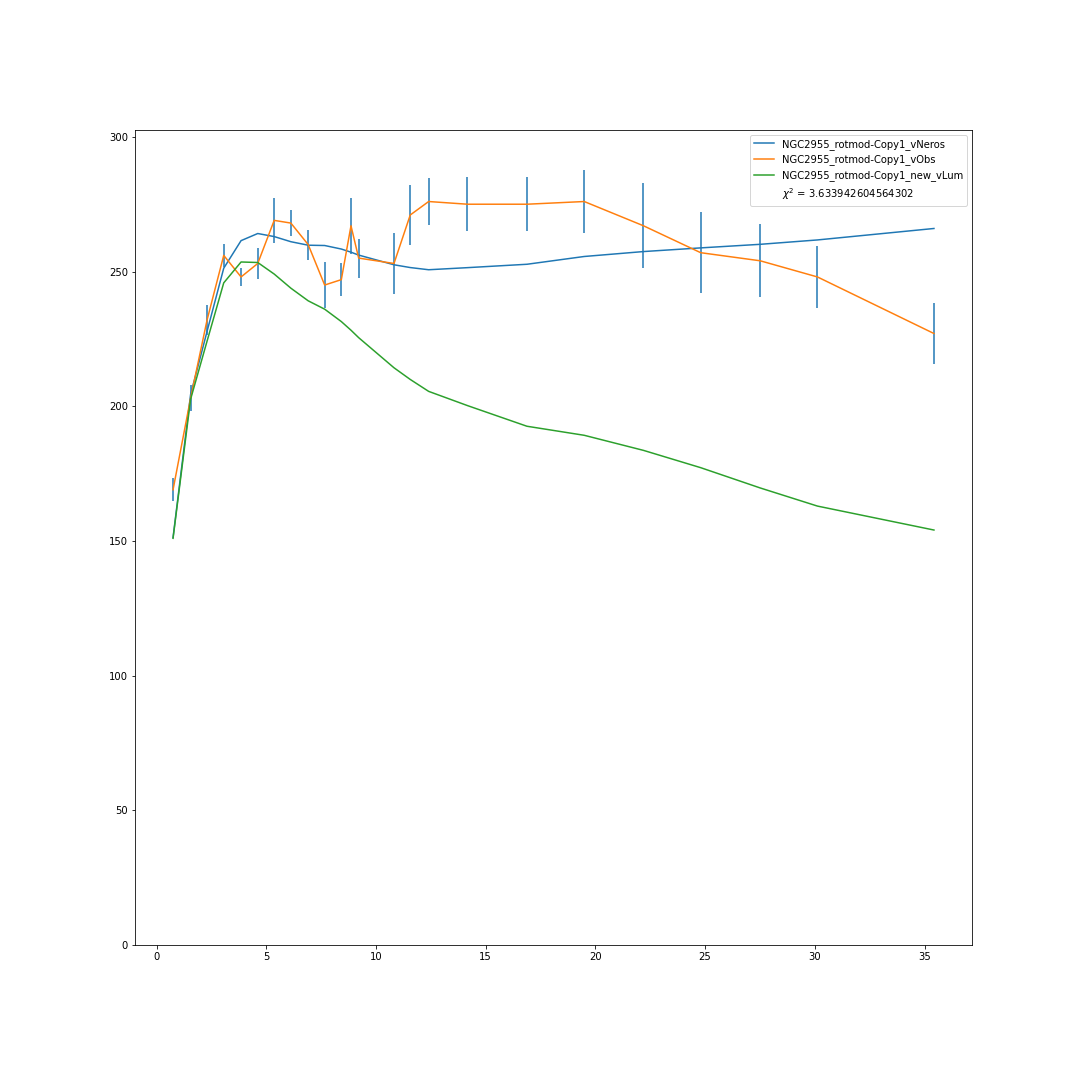 NGC2955_rotmod-Copy1_vNeros
NGC2955_rotmod-Copy1_vObs
NGC2955_rotmod-Copy1_new_vLum
χ² = 3.633942604564302
300
250
200
150
100
50
0
0 5 10 15 20 25 30 35